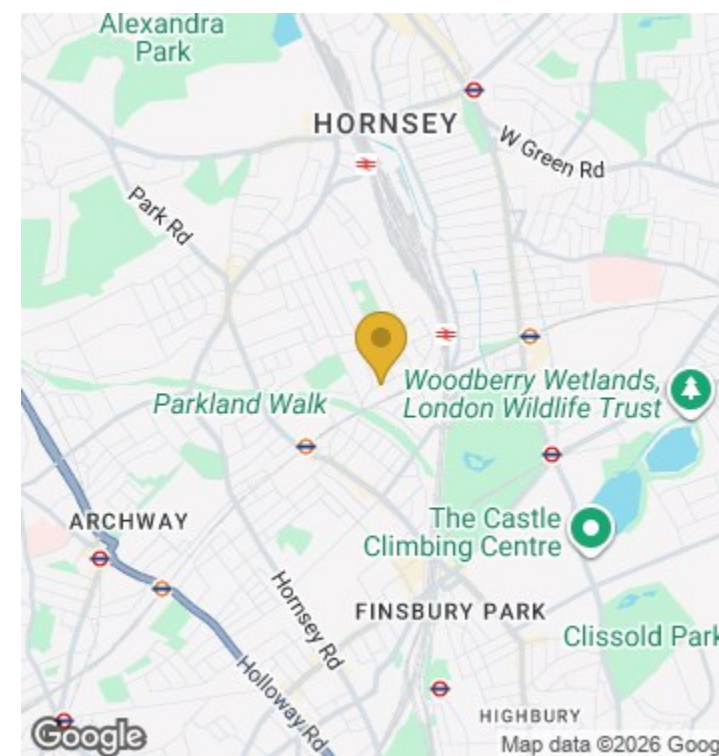 Alexandra
Park
HORNSEY
W Green Rd
Park Rd
Parkland Walk
Woodberry Wetlands,
London Wildlife Trust
ARCHWAY
The Castle
Climbing Centre
Hornsey Rd
FINSBURY PARK
Clissold Park
Holloway Rd
HIGHBURY
Google
Map data ©2026 Goog